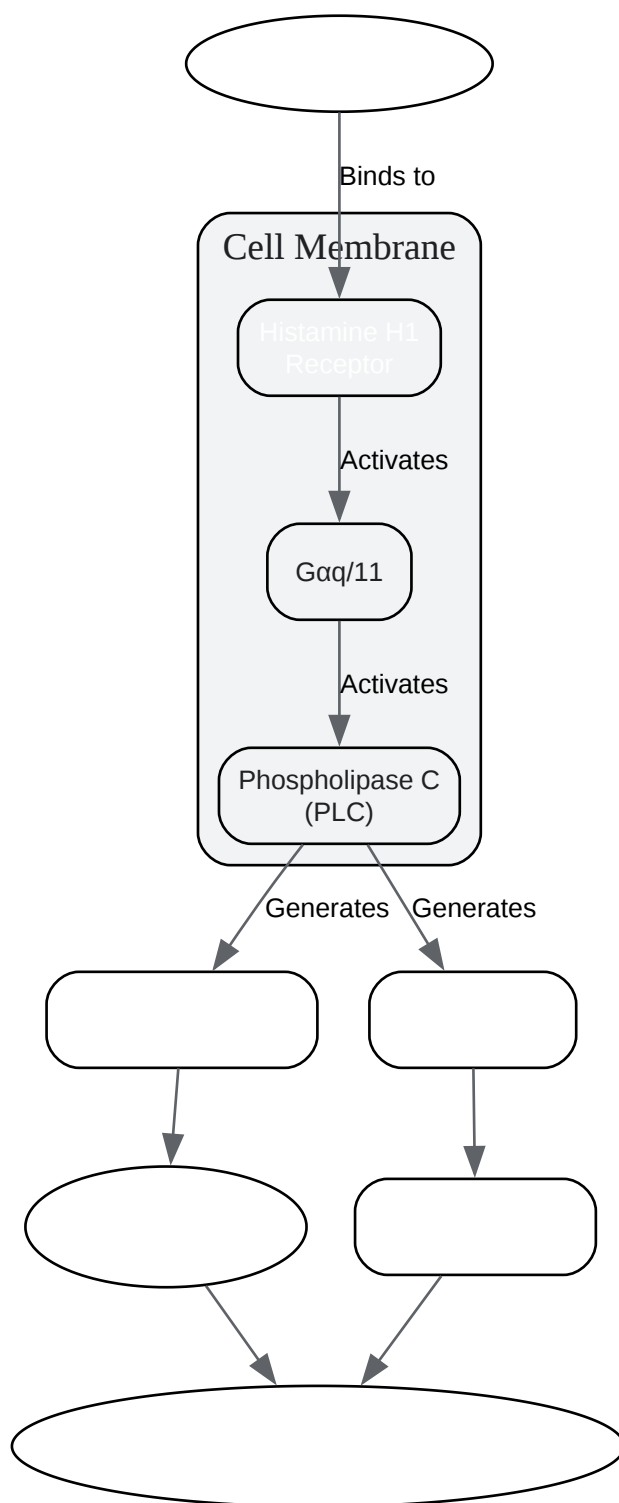 Binds to
Cell Membrane
Histamine H1
Receptor
Activates
Gαq/11
Activates
Phospholipase C
(PLC)
Generates
Generates